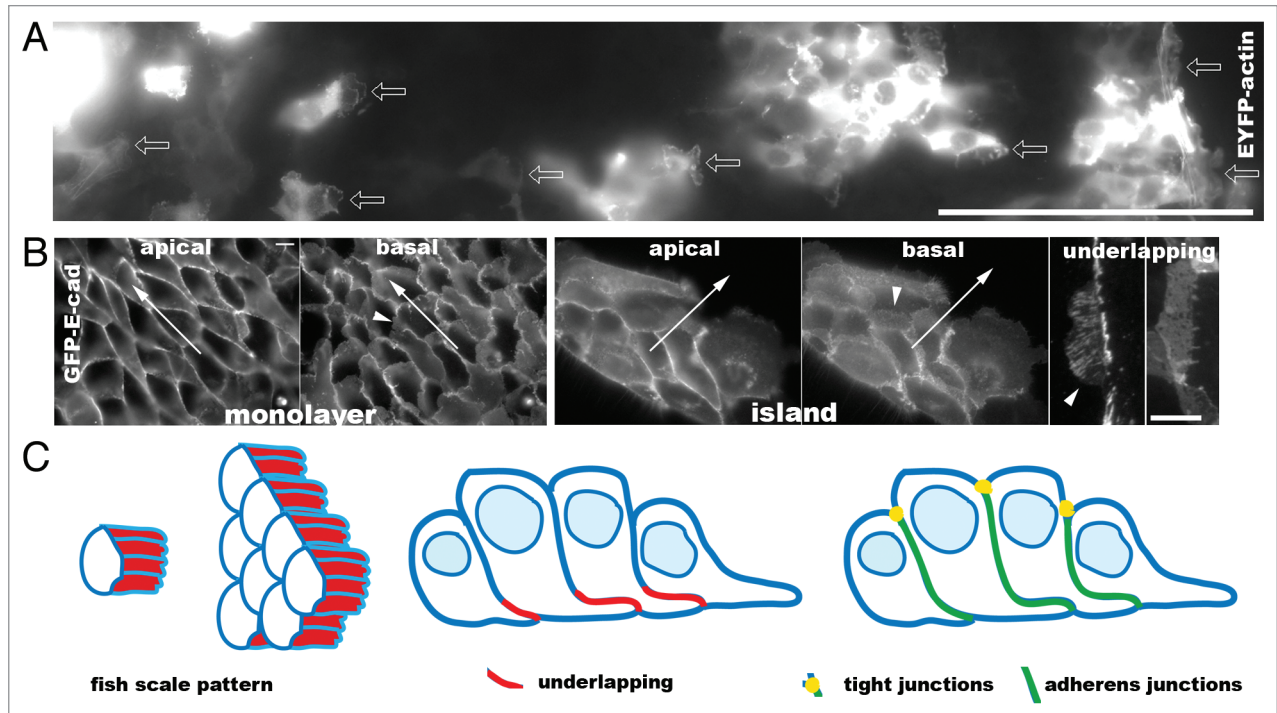 A
EYFP-actin
B
GFP-E-cad
apical
basal
monolayer
apical
basal
island
underlapping
C
fish scale pattern
underlapping
tight junctions
adherens junctions